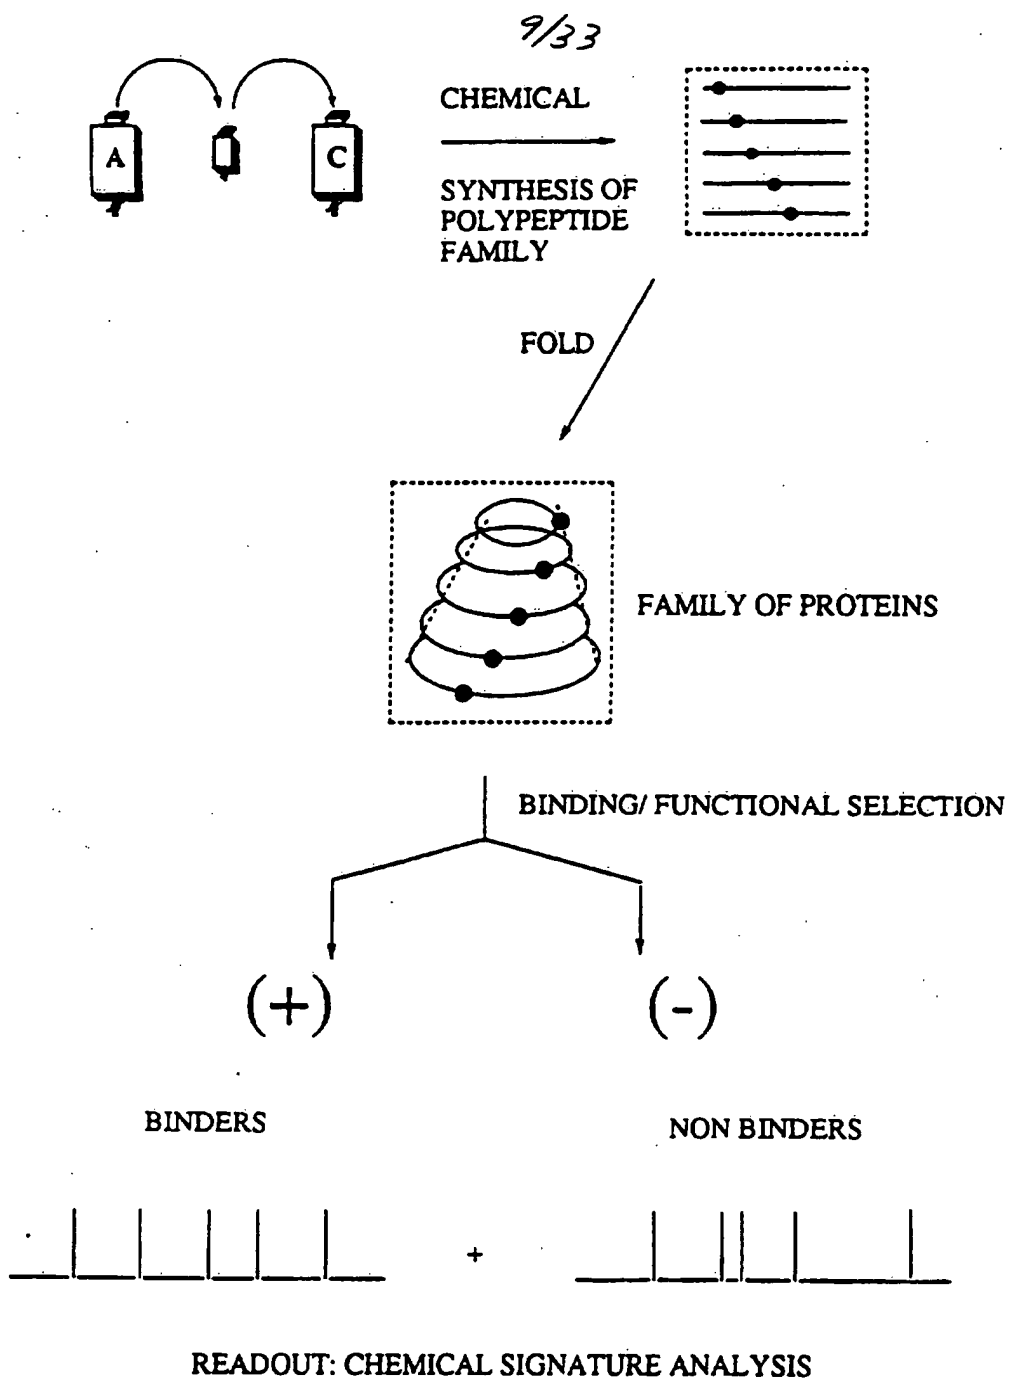 9/33
A
C
CHEMICAL
SYNTHESIS OF
POLYPEPTIDE
FAMILY
FOLD
FAMILY OF PROTEINS
BINDING/ FUNCTIONAL SELECTION
(+)
(-)
BINDERS
NON BINDERS
+
READOUT: CHEMICAL SIGNATURE ANALYSIS